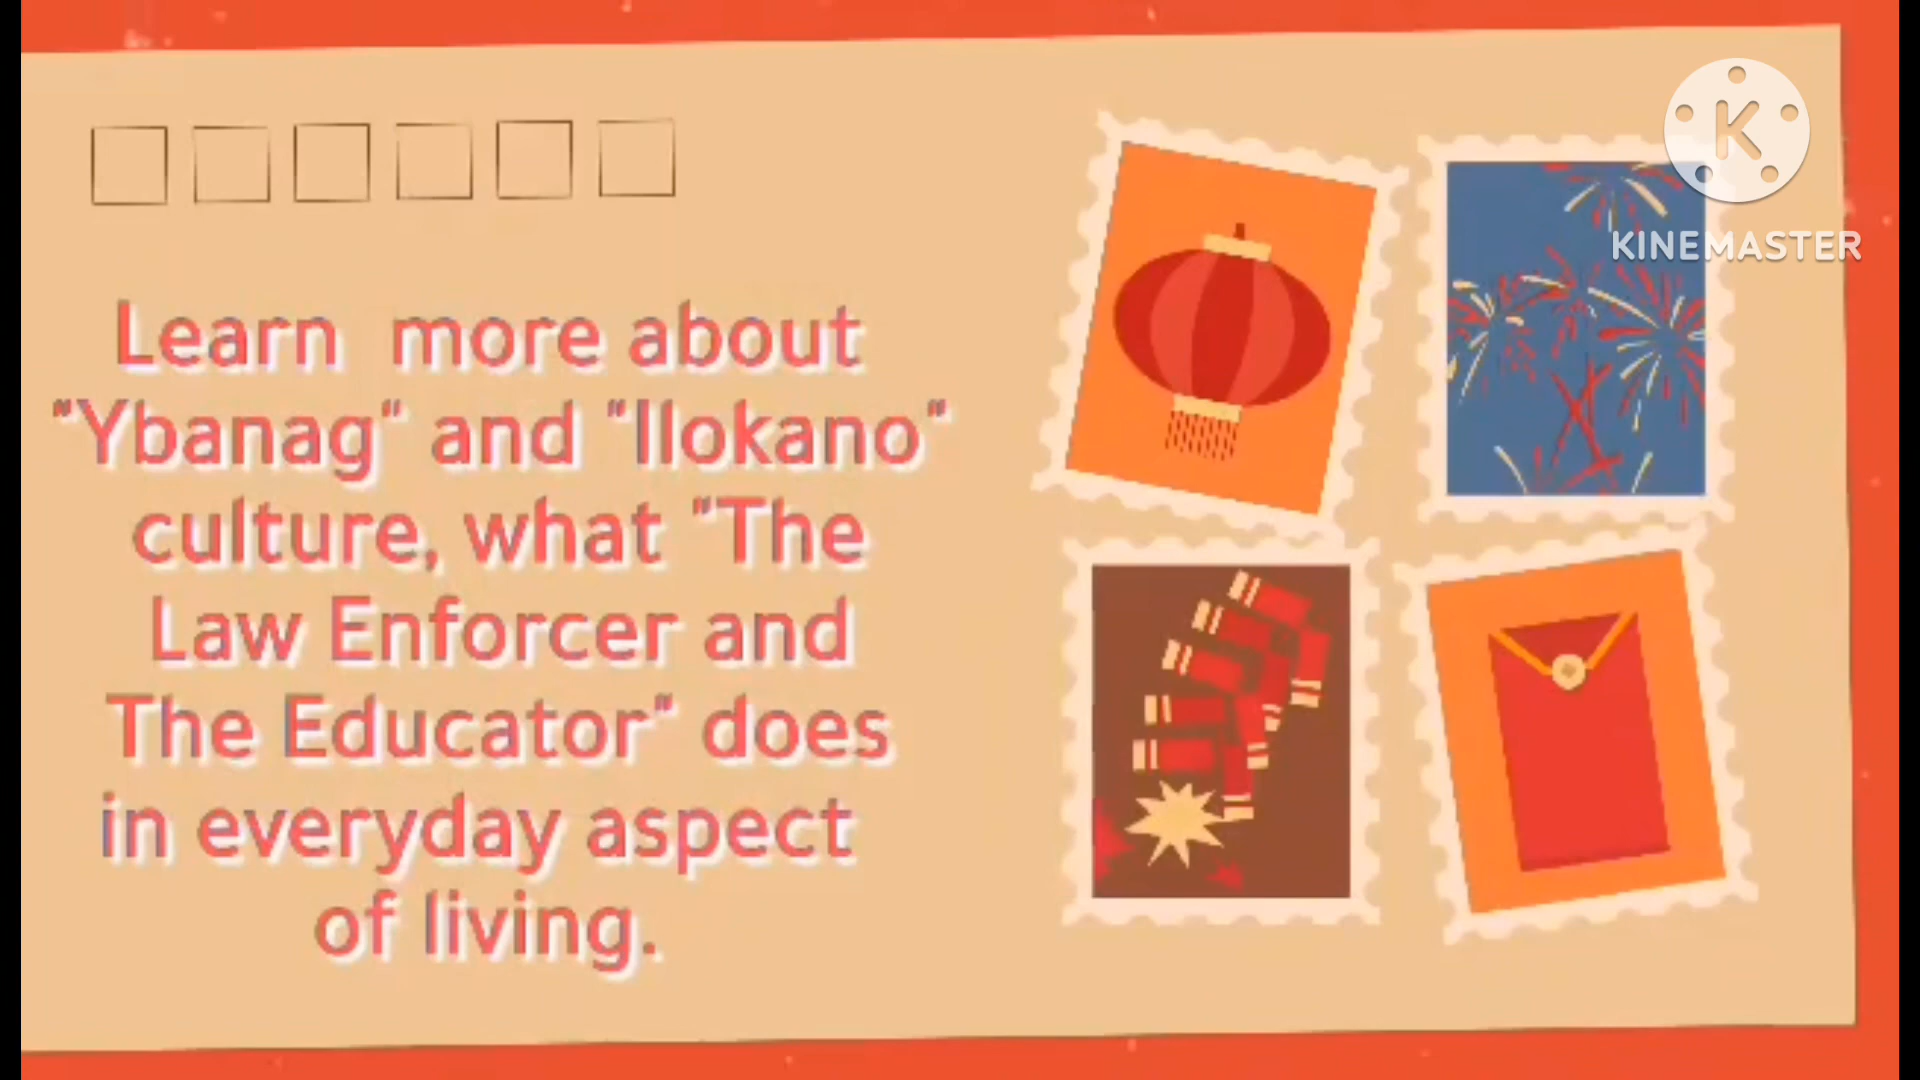 Learn more about
"Ybanag" and "Ilokano"
culture, what "The
Law Enforcer and
The Educator" does
in everyday aspect
of living.
K
KINEMASTER